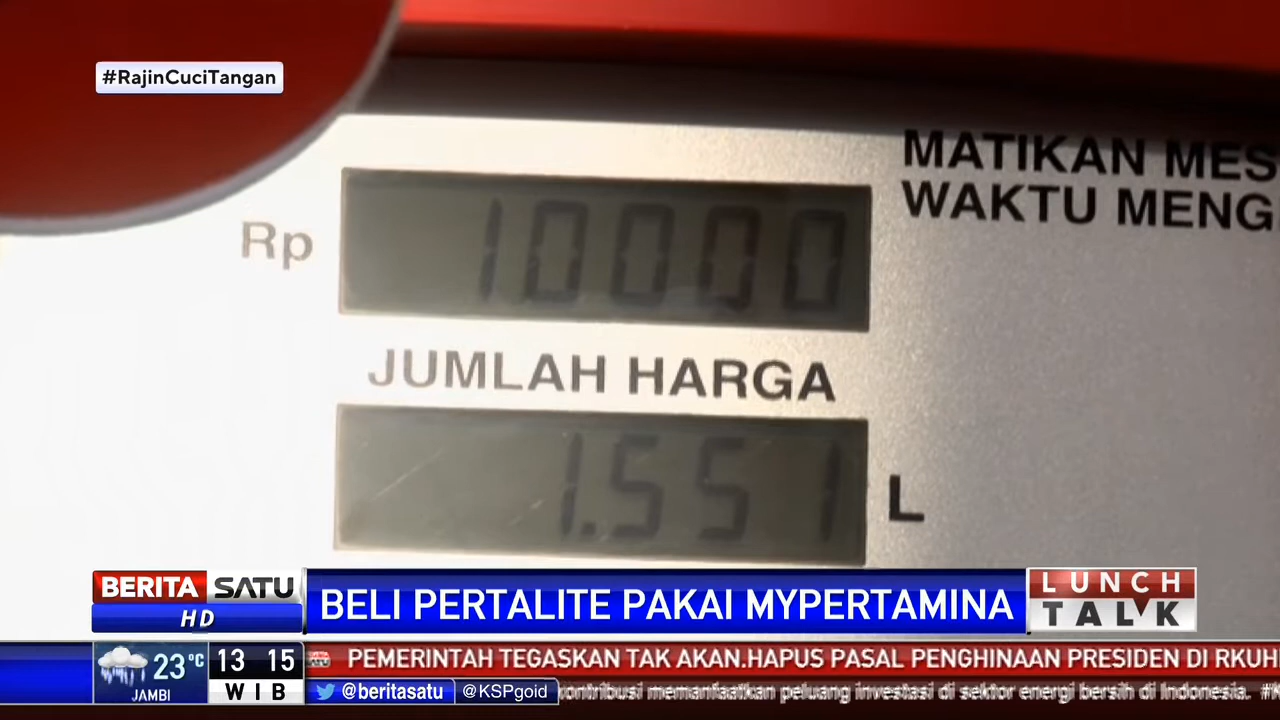 #RajinCuciTangan
MATIKAN MES
WAKTU MENG
Rp 10000
JUMLAH HARGA
1.551 L
BERITA SATU
HD
BELI PERTALITE PAKAI MYPERTAMINA
LUNCH
TALK
23°C
JAMBI
13 15
WIB
PEMERINTAH TEGASKAN TAK AKAN.HAPUS PASAL PENGHINAAN PRESIDEN DI RKUH
@beritasatu @KSPgoid
kontribusi memanfaatkan peluang investasi di sektor energi bersih di Indonesia.